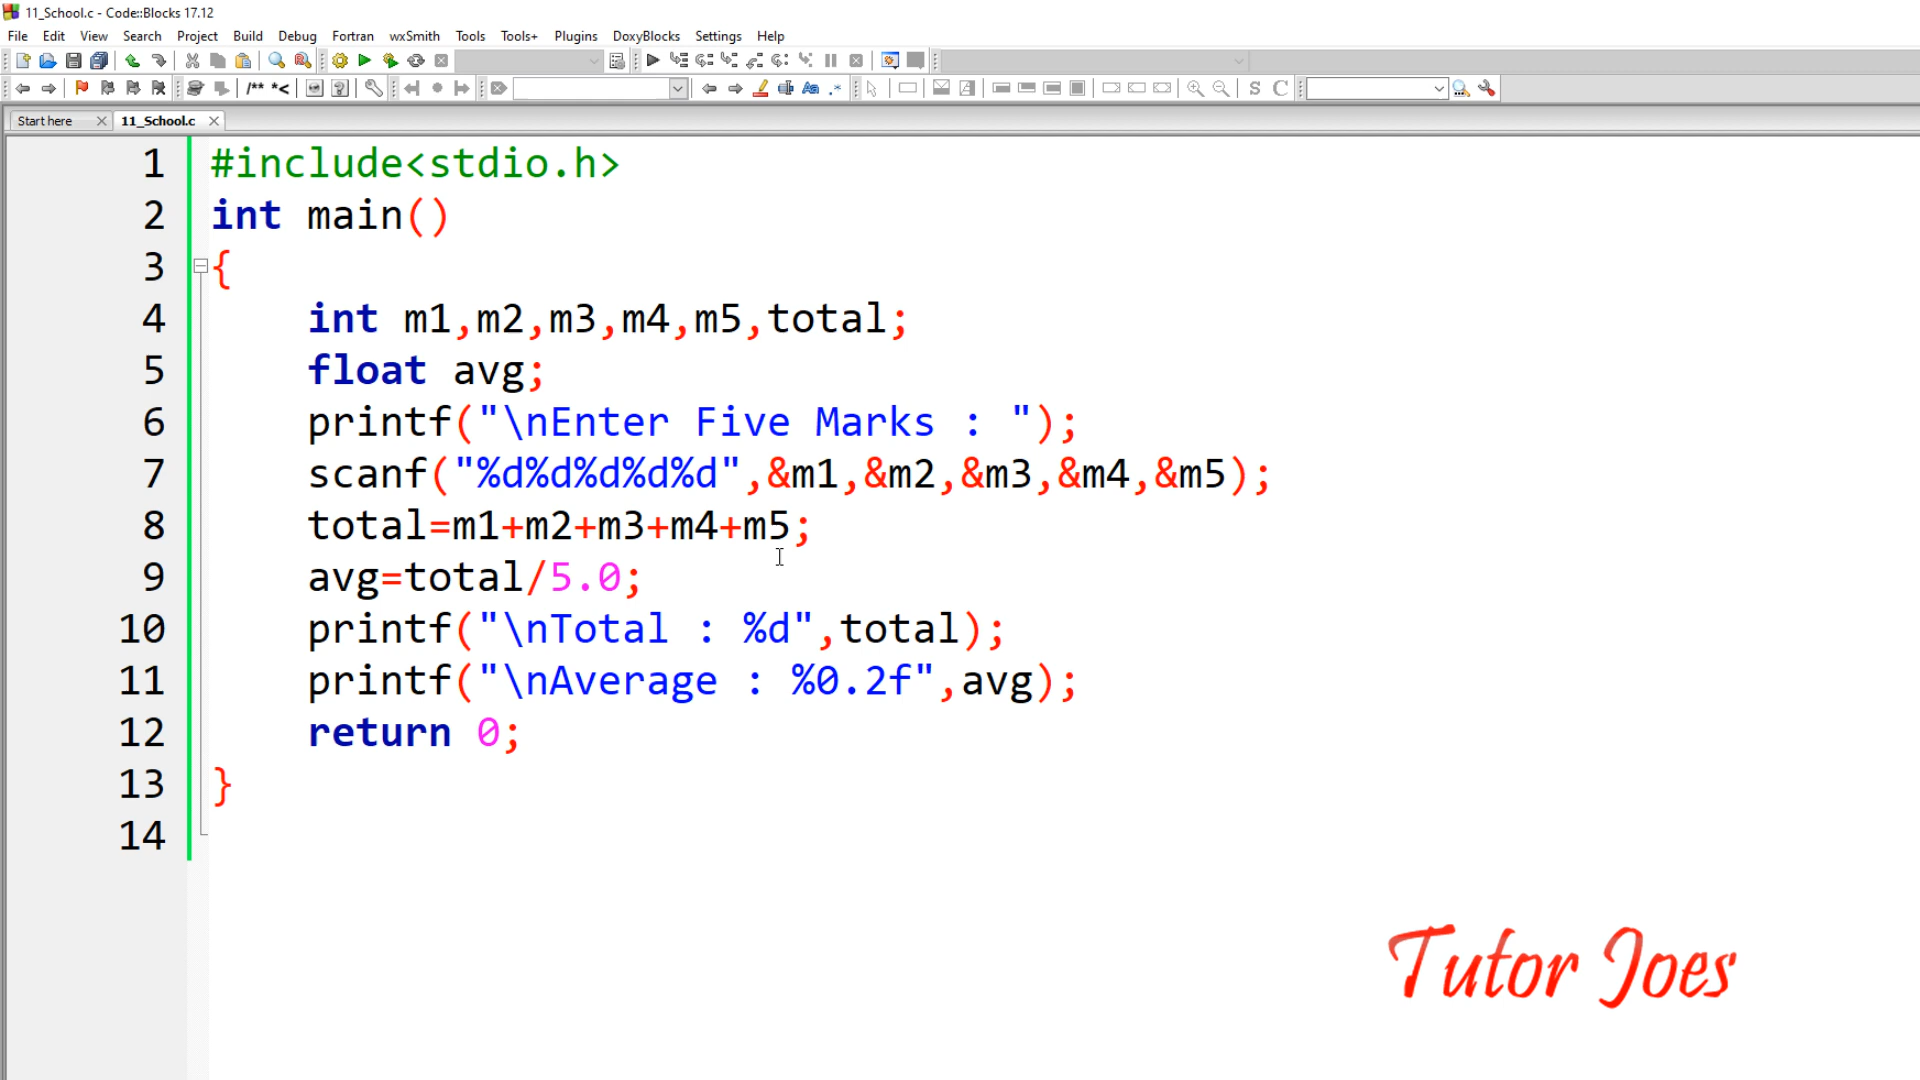 11_School.c - Code::Blocks 17.12
File Edit View Search Project Build Debug Fortran wxSmith Tools Tools+ Plugins DoxyBlocks Settings Help
/** *< Aa .* S C
Start here 11_School.c
1 #include<stdio.h>
2 int main()
3 {
4 int m1,m2,m3,m4,m5,total;
5 float avg;
6 printf("\nEnter Five Marks : ");
7 scanf("%d%d%d%d%d",&m1,&m2,&m3,&m4,&m5);
8 total=m1+m2+m3+m4+m5;
9 avg=total/5.0;
10 printf("\nTotal : %d",total);
11 printf("\nAverage : %0.2f",avg);
12 return 0;
13 }
14
Tutor Joes